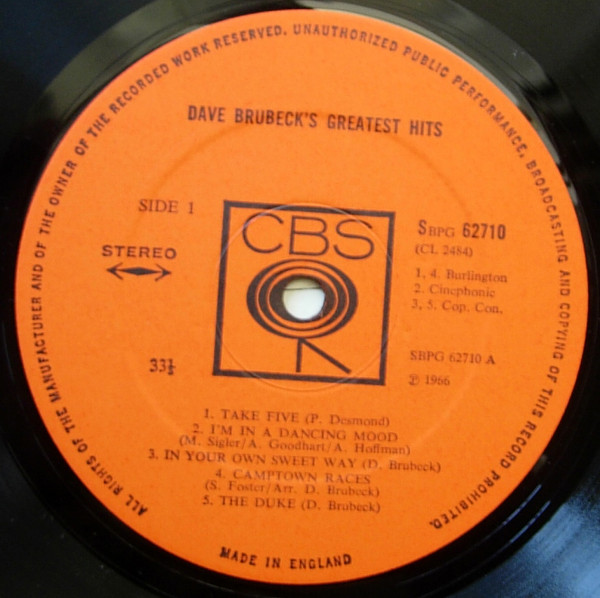 ALL RIGHTS OF THE MANUFACTURER AND OF THE OWNER OF THE RECORDED WORK RESERVED. UNAUTHORIZED PUBLIC PERFORMANCE, BROADCASTING AND COPYING OF THIS RECORD PROHIBITED.
DAVE BRUBECK'S GREATEST HITS
SIDE 1
STEREO
33⅓
CBS
SBPG 62710
(CL 2484)
1, 4. Burlington
2. Cinephonic
3, 5. Cop. Con.
SBPG 62710 A
℗ 1966
1. TAKE FIVE (P. Desmond)
2. I'M IN A DANCING MOOD
(M. Sigler/A. Goodhart/A. Hoffman)
3. IN YOUR OWN SWEET WAY (D. Brubeck)
4. CAMPTOWN RACES
(S. Foster/Arr. D. Brubeck)
5. THE DUKE (D. Brubeck)
MADE IN ENGLAND